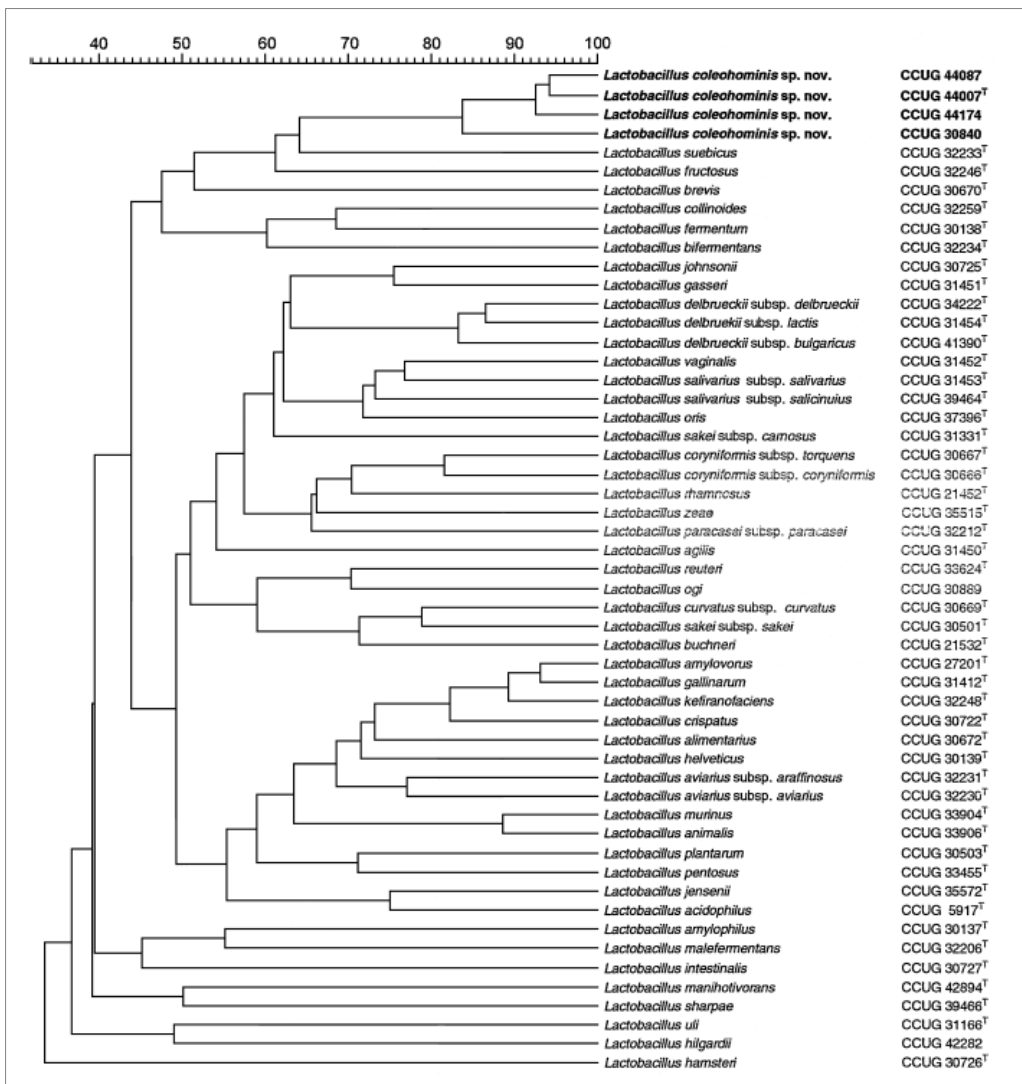 40 50 60 70 80 90 100
Lactobacillus coleohominis sp. nov. CCUG 44087
Lactobacillus coleohominis sp. nov. CCUG 44007T
Lactobacillus coleohominis sp. nov. CCUG 44174
Lactobacillus coleohominis sp. nov. CCUG 30840
Lactobacillus suebicus CCUG 32233T
Lactobacillus fructosus CCUG 32246T
Lactobacillus brevis CCUG 30670T
Lactobacillus collinoides CCUG 32259T
Lactobacillus fermentum CCUG 30138T
Lactobacillus bifermentans CCUG 32234T
Lactobacillus johnsonii CCUG 30725T
Lactobacillus gasseri CCUG 31451T
Lactobacillus delbrueckii subsp. delbrueckii CCUG 34222T
Lactobacillus delbruekii subsp. lactis CCUG 31454T
Lactobacillus delbrueckii subsp. bulgaricus CCUG 41390T
Lactobacillus vaginalis CCUG 31452T
Lactobacillus salivarius subsp. salivarius CCUG 31453T
Lactobacillus salivarius subsp. salicinuius CCUG 39464T
Lactobacillus oris CCUG 37396T
Lactobacillus sakei subsp. carnosus CCUG 31331T
Lactobacillus coryniformis subsp. torquens CCUG 30667T
Lactobacillus coryniformis subsp. coryniformis CCUG 30666T
Lactobacillus rhamnosus CCUG 21452T
Lactobacillus zeae CCUG 35515T
Lactobacillus paracasei subsp. paracasei CCUG 32212T
Lactobacillus agilis CCUG 31450T
Lactobacillus reuteri CCUG 33624T
Lactobacillus ogi CCUG 30889
Lactobacillus curvatus subsp. curvatus CCUG 30669T
Lactobacillus sakei subsp. sakei CCUG 30501T
Lactobacillus buchneri CCUG 21532T
Lactobacillus amylovorus CCUG 27201T
Lactobacillus gallinarum CCUG 31412T
Lactobacillus kefiranofaciens CCUG 32248T
Lactobacillus crispatus CCUG 30722T
Lactobacillus alimentarius CCUG 30672T
Lactobacillus helveticus CCUG 30139T
Lactobacillus aviarius subsp. araffinosus CCUG 32231T
Lactobacillus aviarius subsp. aviarius CCUG 32230T
Lactobacillus murinus CCUG 33904T
Lactobacillus animalis CCUG 33906T
Lactobacillus plantarum CCUG 30503T
Lactobacillus pentosus CCUG 33455T
Lactobacillus jensenii CCUG 35572T
Lactobacillus acidophilus CCUG 5917T
Lactobacillus amylophilus CCUG 30137T
Lactobacillus malefermentans CCUG 32206T
Lactobacillus intestinalis CCUG 30727T
Lactobacillus manihotivorans CCUG 42894T
Lactobacillus sharpae CCUG 39466T
Lactobacillus uli CCUG 31166T
Lactobacillus hilgardii CCUG 42282
Lactobacillus hamsteri CCUG 30726T